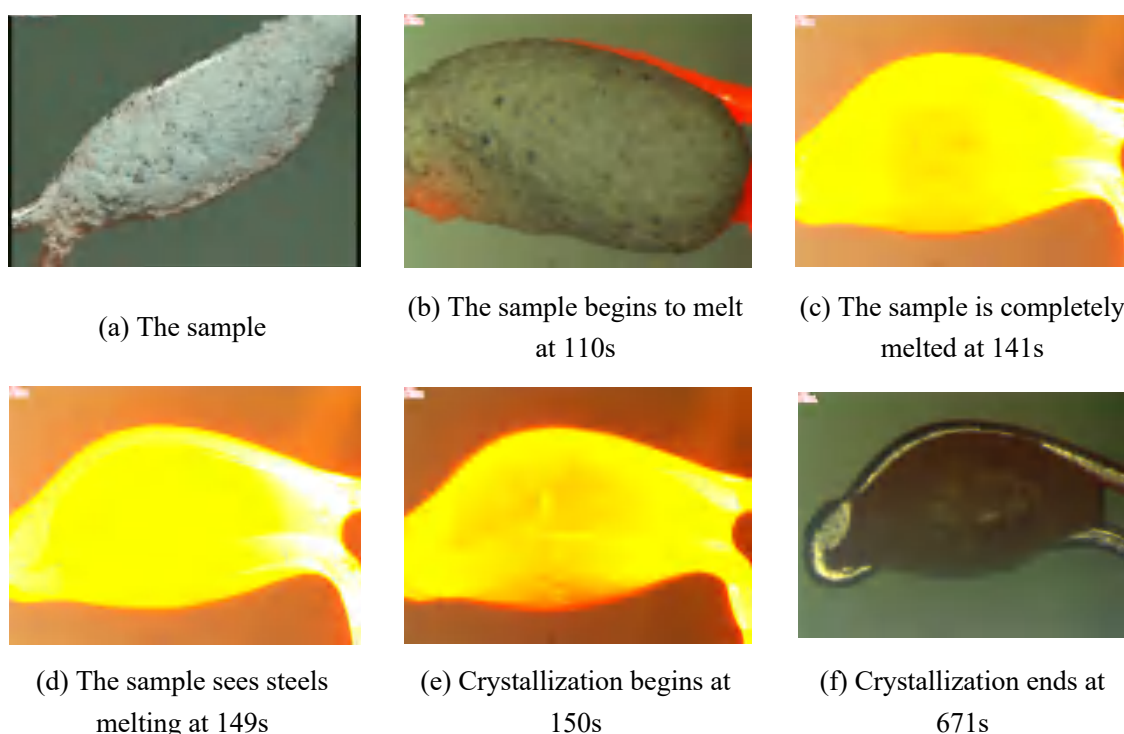 (a) The sample
(b) The sample begins to melt
at 110s
(c) The sample is completely
melted at 141s
(d) The sample sees steels
melting at 149s
(e) Crystallization begins at
150s
(f) Crystallization ends at
671s